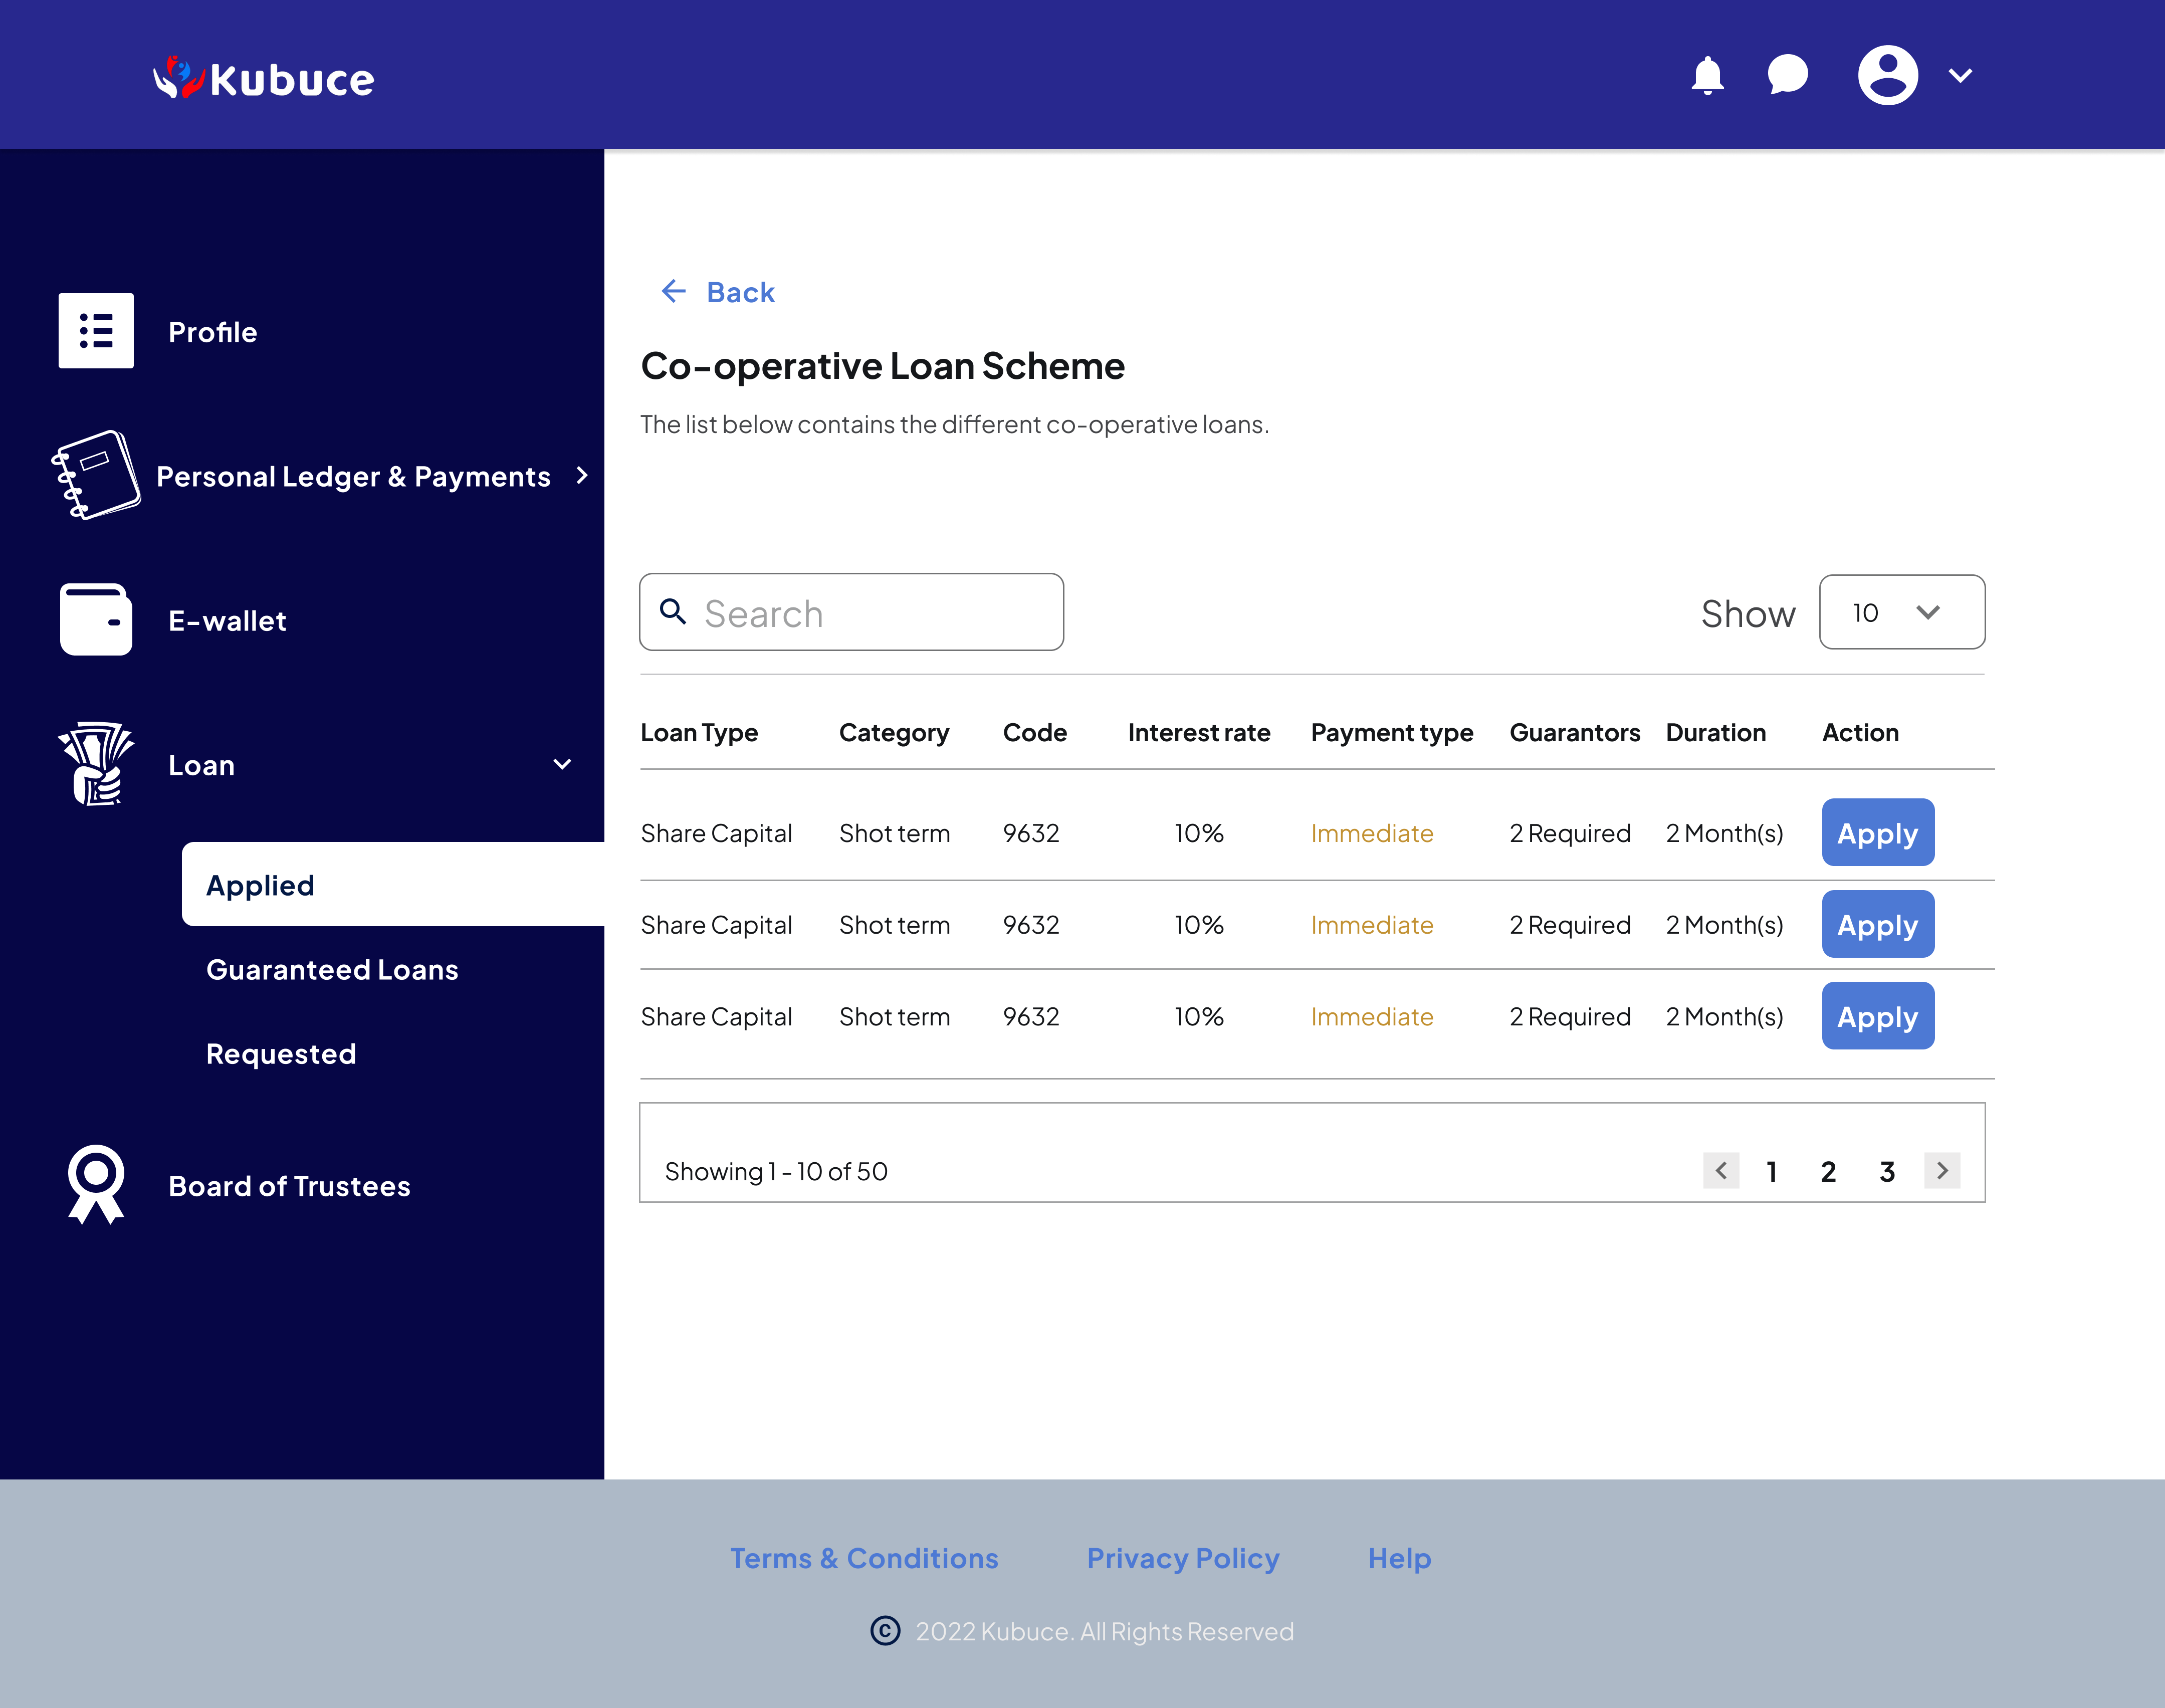 Kubuce
Profile
Personal Ledger & Payments
E-wallet
Loan
Applied
Guaranteed Loans
Requested
Board of Trustees
Back
Co-operative Loan Scheme
The list below contains the different co-operative loans.
Search
Show 10
Loan Type Category Code Interest rate Payment type Guarantors Duration Action
Share Capital Shot term 9632 10% Immediate 2 Required 2 Month(s) Apply
Share Capital Shot term 9632 10% Immediate 2 Required 2 Month(s) Apply
Share Capital Shot term 9632 10% Immediate 2 Required 2 Month(s) Apply
Showing 1 - 10 of 50 1 2 3
Terms & Conditions Privacy Policy Help
© 2022 Kubuce. All Rights Reserved